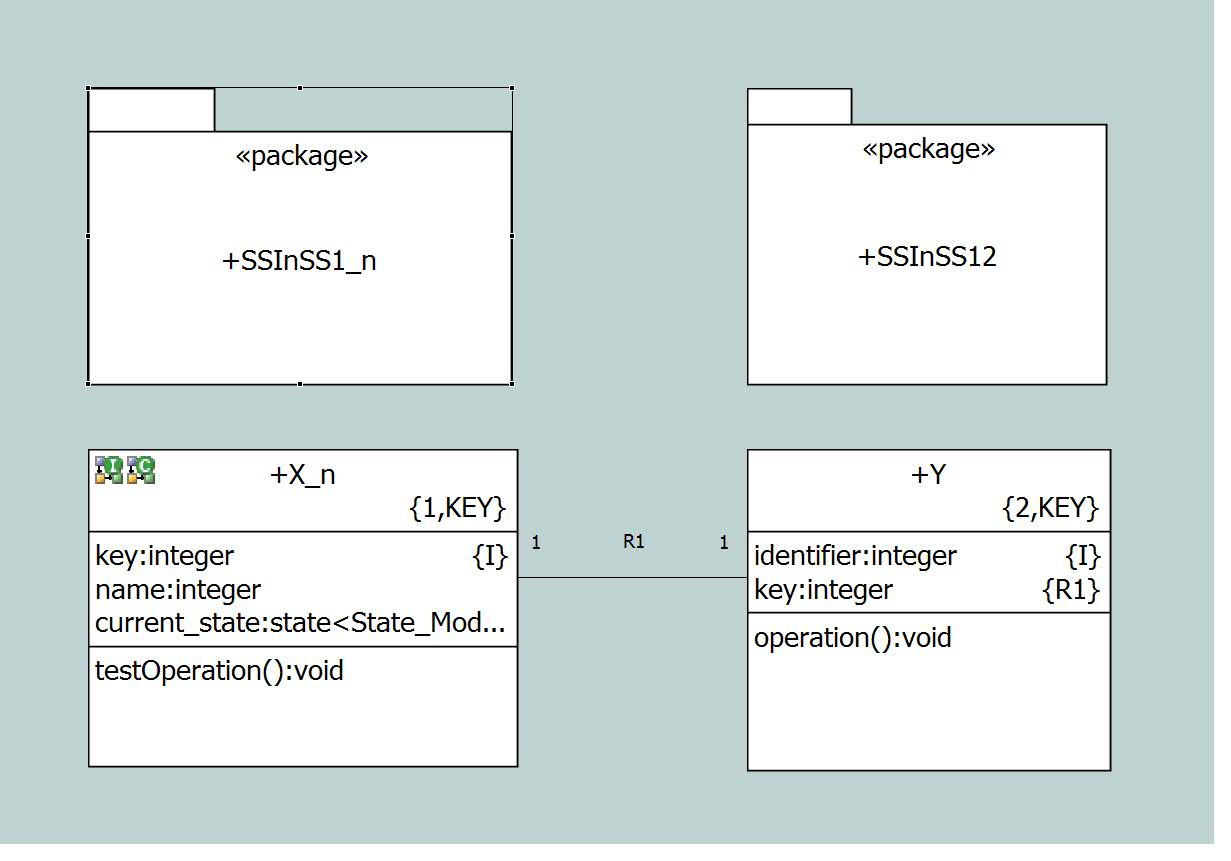 «package»
+SSInSS1_n
«package»
+SSInSS12
I C
+X_n
{1,KEY}
key:integer {I}
name:integer
current_state:state<State_Mod...
testOperation():void
1 R1 1
+Y
{2,KEY}
identifier:integer {I}
key:integer {R1}
operation():void